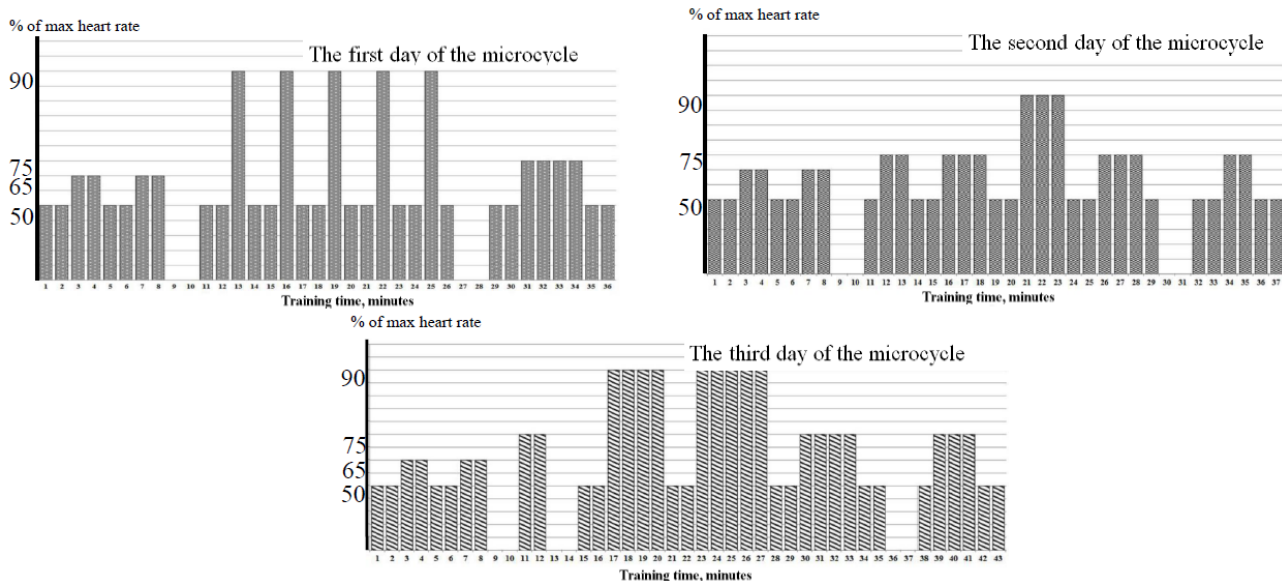 % of max heart rate
The first day of the microcycle
90
75
65
50
1 2 3 4 5 6 7 8 9 10 11 12 13 14 15 16 17 18 19 20 21 22 23 24 25 26 27 28 29 30 31 32 33 34 35 36
Training time, minutes
% of max heart rate
The second day of the microcycle
90
75
50
1 2 3 4 5 6 7 8 9 10 11 12 13 14 15 16 17 18 19 20 21 22 23 24 25 26 27 28 29 30 31 32 33 34 35 36 37
Training time, minutes
% of max heart rate
The third day of the microcycle
90
75
65
50
1 2 3 4 5 6 7 8 9 10 11 12 13 14 15 16 17 18 19 20 21 22 23 24 25 26 27 28 29 30 31 32 33 34 35 36 37 38 39 40 41 42 43
Training time, minutes